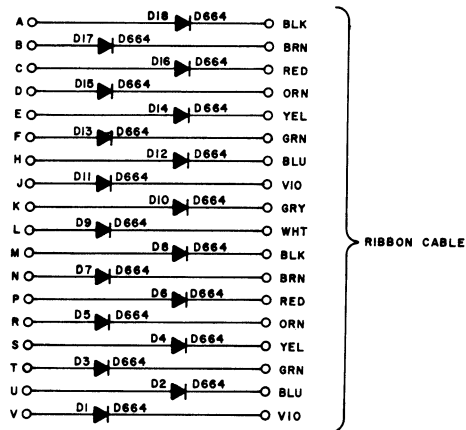 A D18 D664 BLK
B D17 D664 BRN
C D16 D664 RED
D D15 D664 ORN
E D14 D664 YEL
F D13 D664 GRN
H D12 D664 BLU
J D11 D664 VIO
K D10 D664 GRY
L D9 D664 WHT
M D8 D664 BLK
N D7 D664 BRN
P D6 D664 RED
R D5 D664 ORN
S D4 D664 YEL
T D3 D664 GRN
U D2 D664 BLU
V D1 D664 VIO
RIBBON CABLE